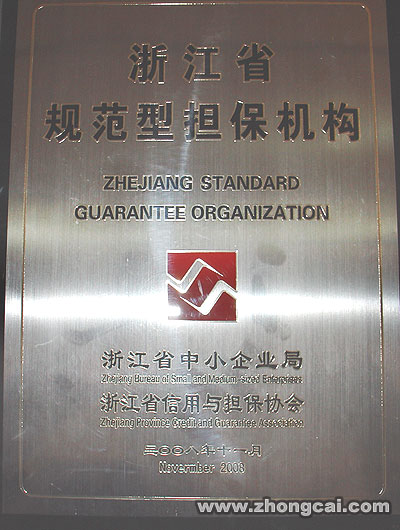 浙江省
规范型担保机构
ZHEJIANG STANDARD
GUARANTEE ORGANIZATION
浙江省中小企业局
Zhejiang Bureau of Small and Medium-sized Enterprises
浙江省信用与担保协会
Zhejiang Province Credit and Guarantee Association
二〇〇八年十一月
November 2008
www.zhongcai.com